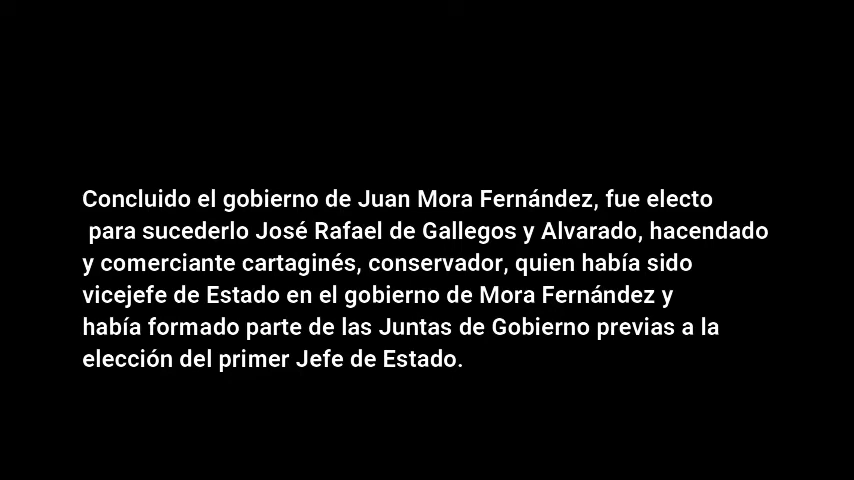 Concluido el gobierno de Juan Mora Fernández, fue electo
para sucederlo José Rafael de Gallegos y Alvarado, hacendado
y comerciante cartaginés, conservador, quien había sido
vicejefe de Estado en el gobierno de Mora Fernández y
había formado parte de las Juntas de Gobierno previas a la
elección del primer Jefe de Estado.